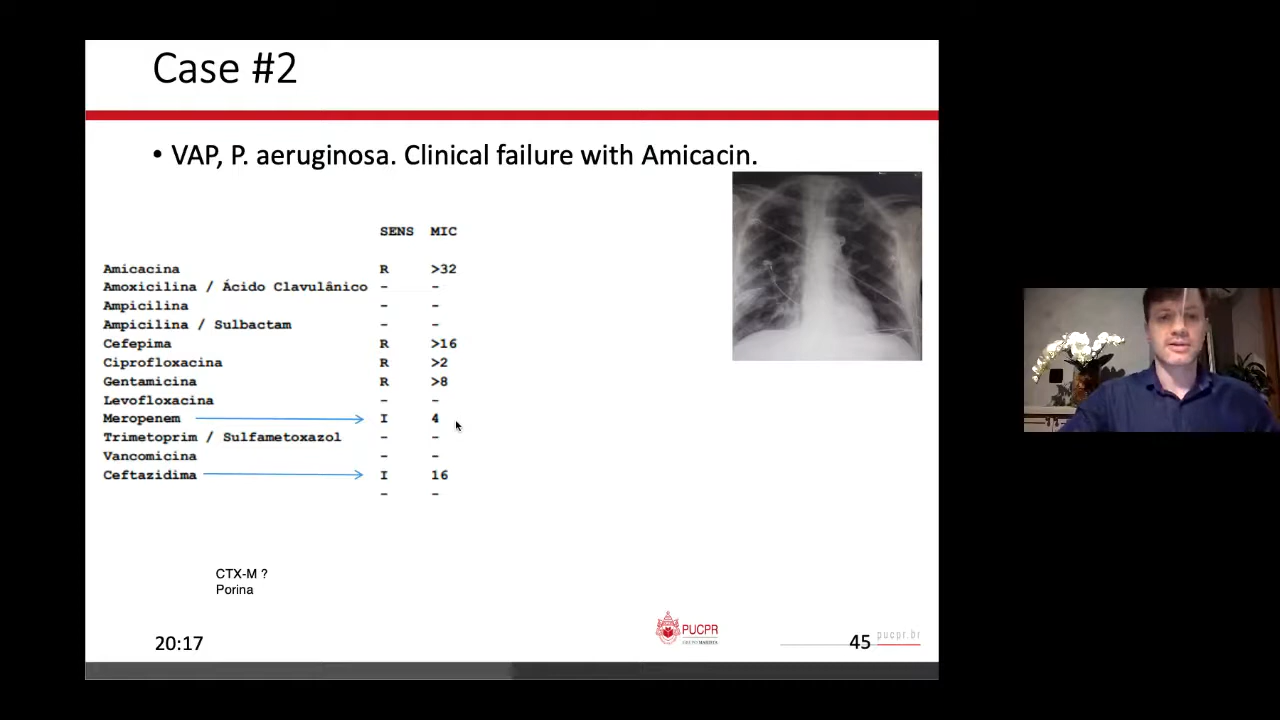 Case #2
• VAP, P. aeruginosa. Clinical failure with Amicacin.
SENS MIC
Amicacina R >32
Amoxicilina / Ácido Clavulânico - -
Ampicilina - -
Ampicilina / Sulbactam - -
Cefepima R >16
Ciprofloxacina R >2
Gentamicina R >8
Levofloxacina - -
Meropenem I 4
Trimetoprim / Sulfametoxazol - -
Vancomicina - -
Ceftazidima I 16
- -
CTX-M ?
Porina
20:17
PUCPR
GRUPO MARISTA
45
pucpr.br